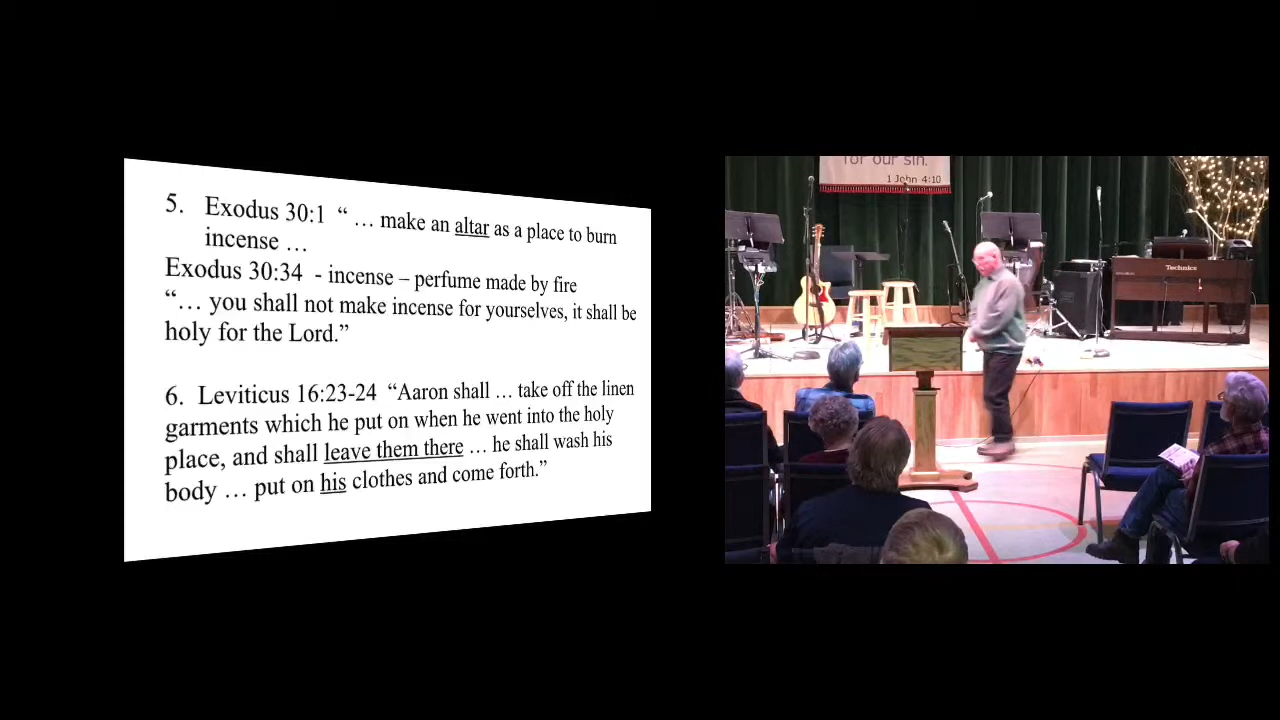 5. Exodus 30:1 “ … make an altar as a place to burn
incense …
Exodus 30:34 - incense – perfume made by fire
“… you shall not make incense for yourselves, it shall be
holy for the Lord.”
6. Leviticus 16:23-24 “Aaron shall … take off the linen
garments which he put on when he went into the holy
place, and shall leave them there … he shall wash his
body … put on his clothes and come forth.”
for our sin.
1 John 4:10
Technics